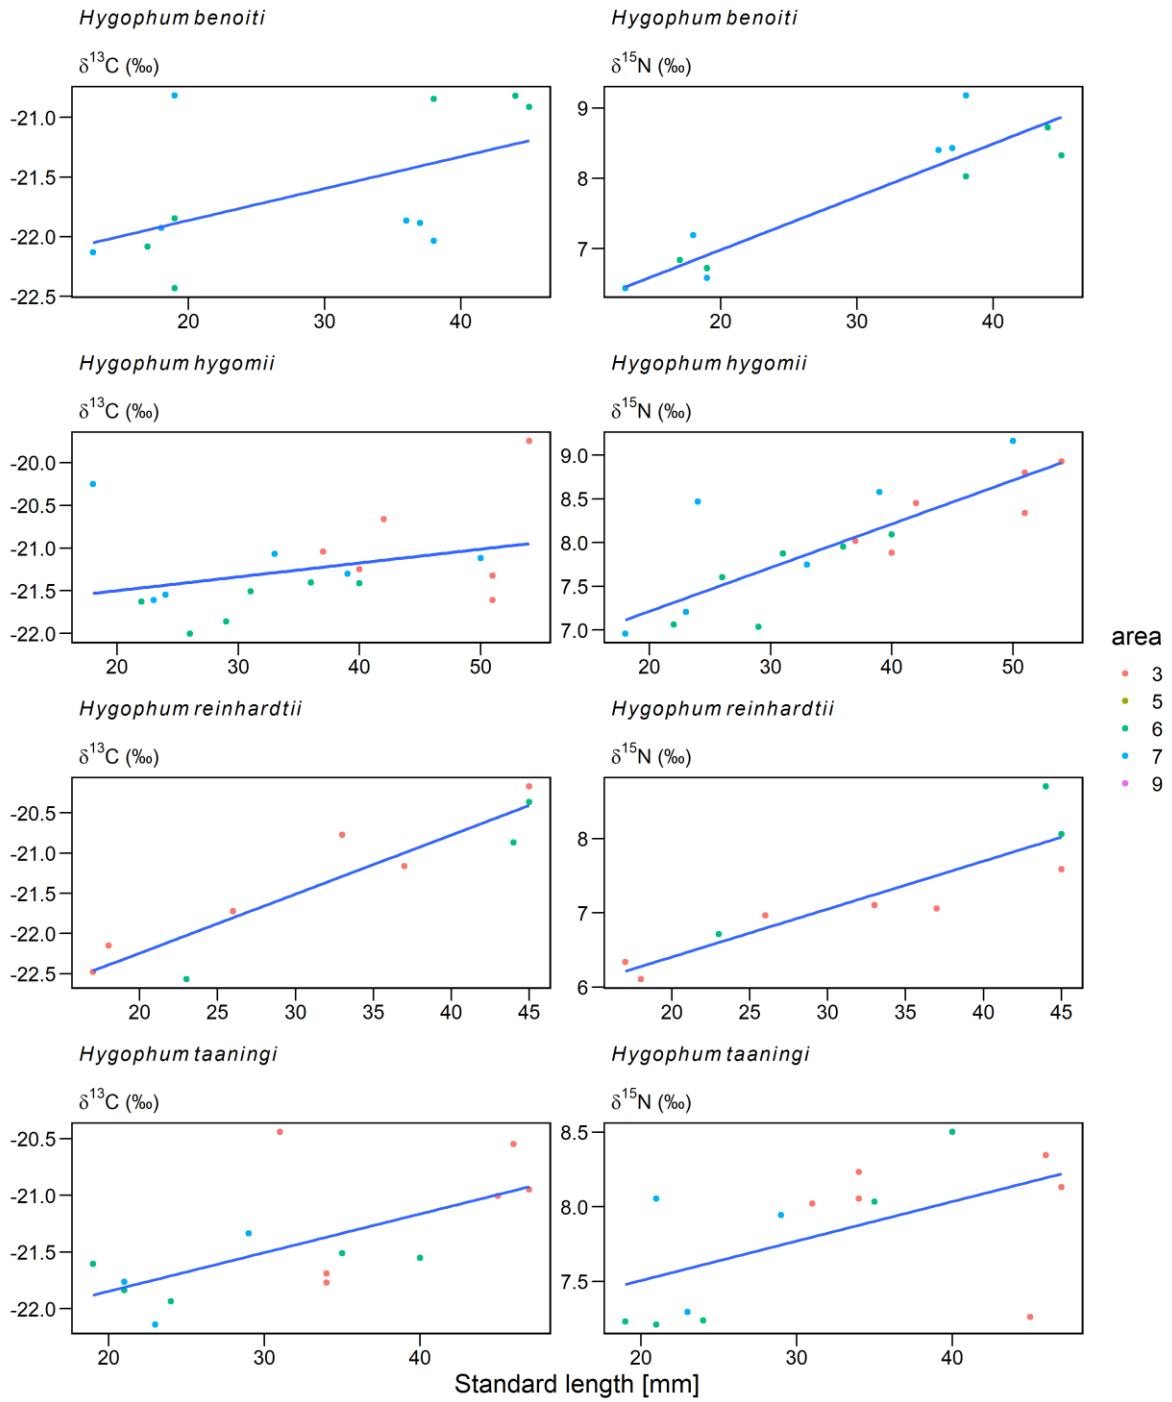 Hygophum benoiti
δ13C (‰)
-21.0
-21.5
-22.0
-22.5
20 30 40
Hygophum benoiti
δ15N (‰)
9
8
7
20 30 40
Hygophum hygomii
δ13C (‰)
-20.0
-20.5
-21.0
-21.5
-22.0
20 30 40 50
Hygophum hygomii
δ15N (‰)
9.0
8.5
8.0
7.5
7.0
20 30 40 50
Hygophum reinhardtii
δ13C (‰)
-20.5
-21.0
-21.5
-22.0
-22.5
20 25 30 35 40 45
Hygophum reinhardtii
δ15N (‰)
8
7
6
20 25 30 35 40 45
Hygophum taaningi
δ13C (‰)
-20.5
-21.0
-21.5
-22.0
20 30 40
Hygophum taaningi
δ15N (‰)
8.5
8.0
7.5
20 30 40
Standard length [mm]
area
3
5
6
7
9